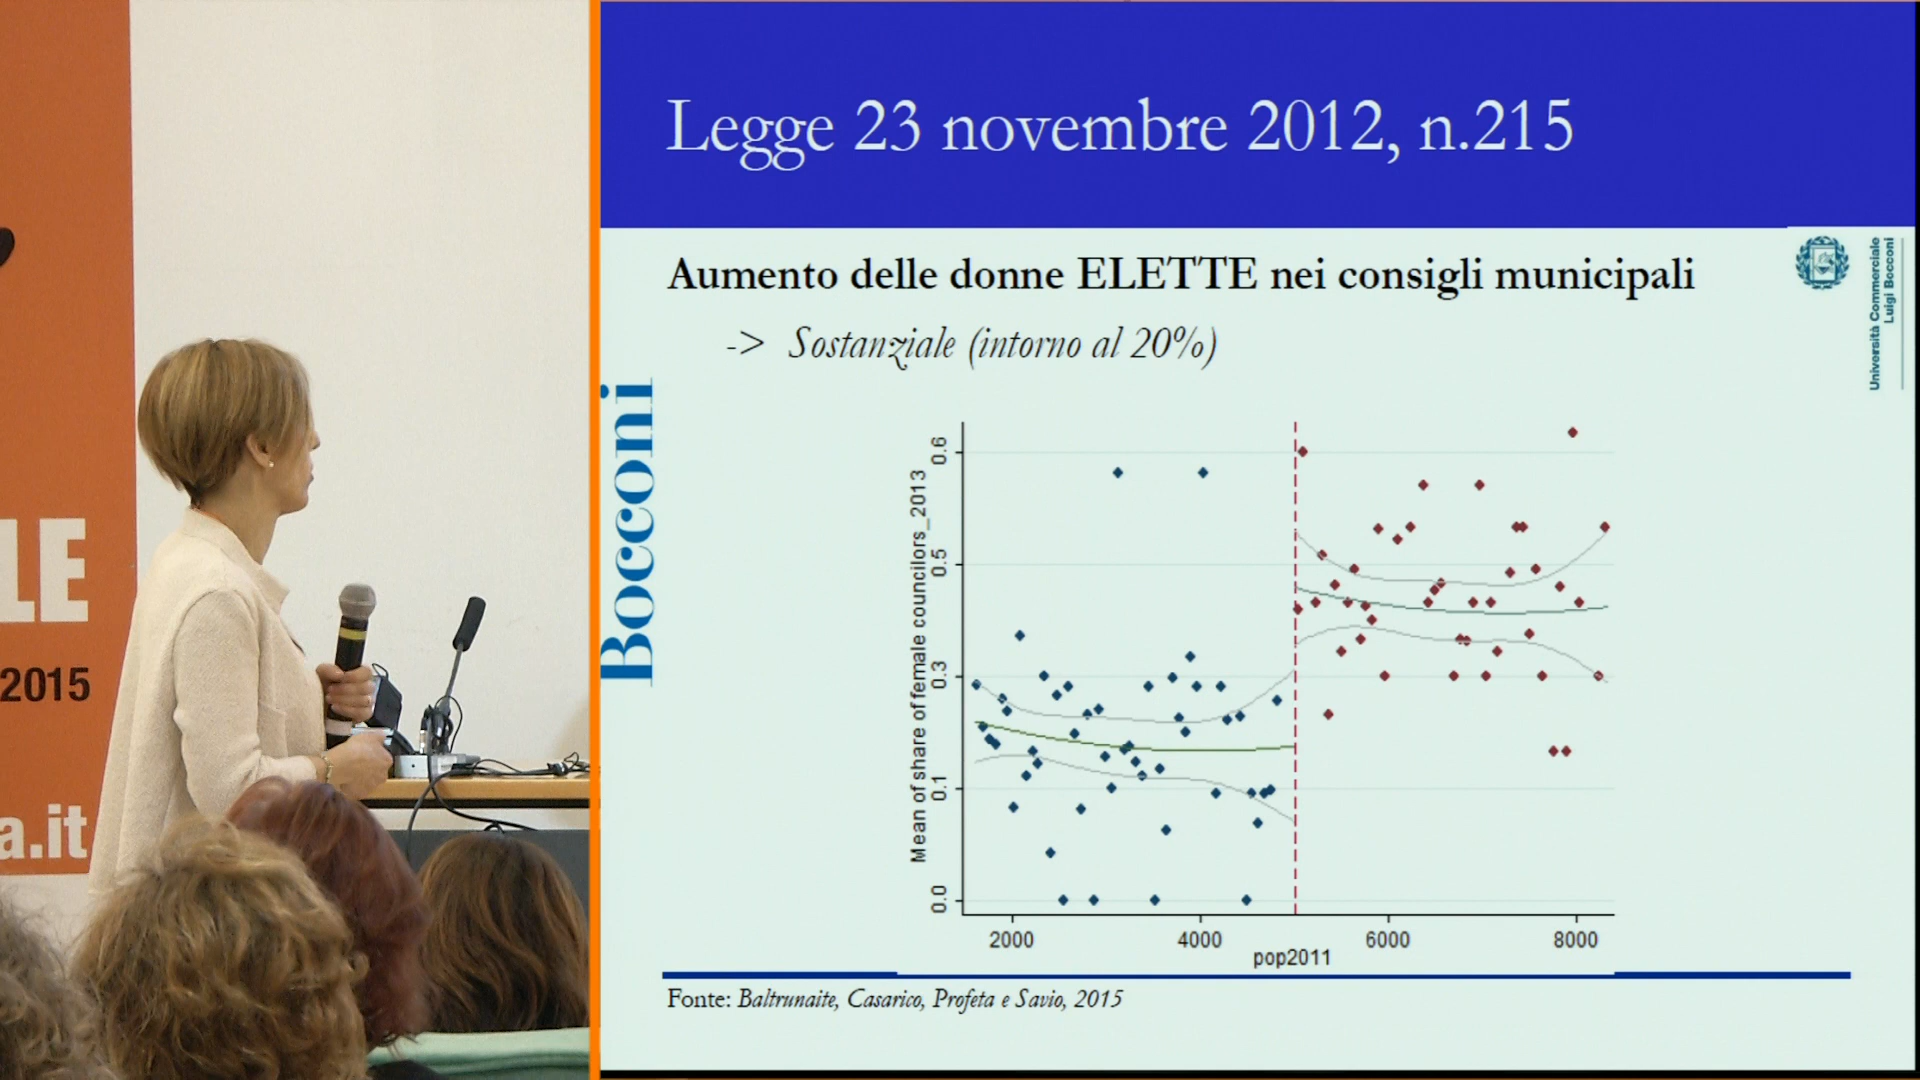 LE
2015
a.it
Legge 23 novembre 2012, n.215
Aumento delle donne ELETTE nei consigli municipali
-> Sostanziale (intorno al 20%)
Università Commerciale
Luigi Bocconi
Bocconi
Mean of share of female councilors_2013
0.6
0.5
0.3
0.1
0.0
2000 4000 6000 8000
pop2011
Fonte: Baltrunaite, Casarico, Profeta e Savio, 2015